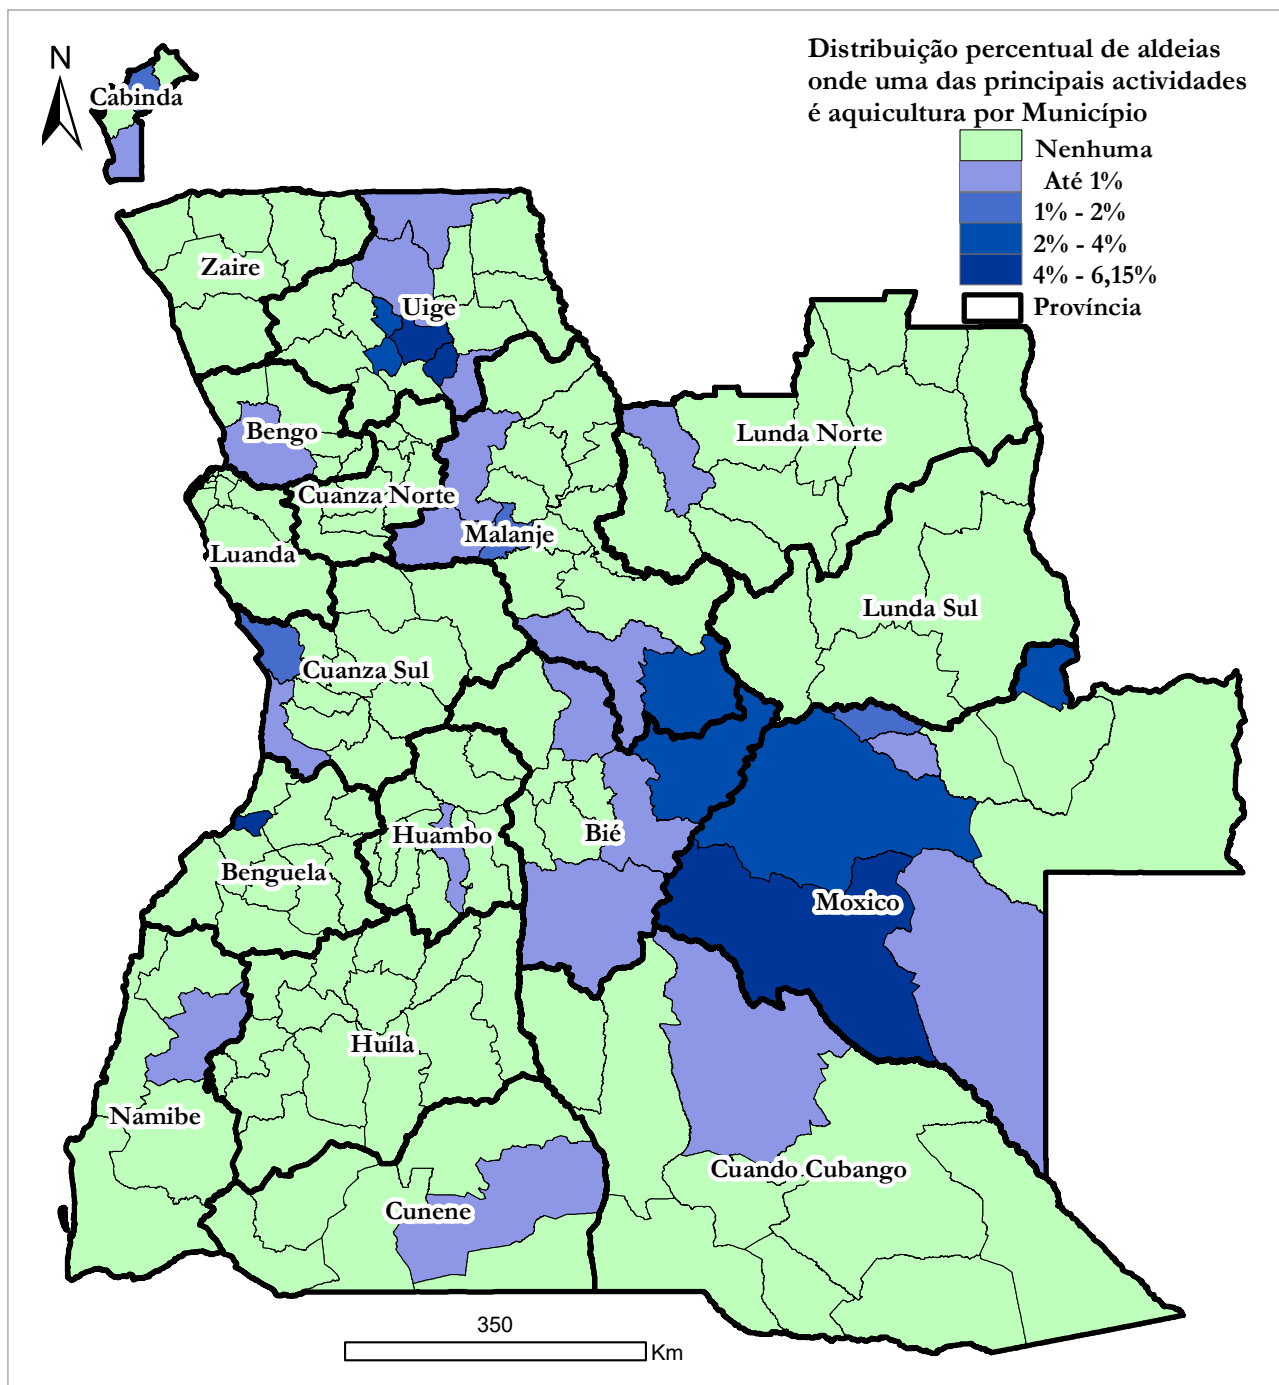 Distribuição percentual de aldeias
onde uma das principais actividades
é aquicultura por Município
Nenhuma
Até 1%
1% - 2%
2% - 4%
4% - 6,15%
Província
N
Cabinda
Zaire
Uige
Bengo
Lunda Norte
Cuanza Norte
Malanje
Luanda
Lunda Sul
Cuanza Sul
Huambo
Bié
Benguela
Moxico
Huíla
Namibe
Cuando Cubango
Cunene
350
Km